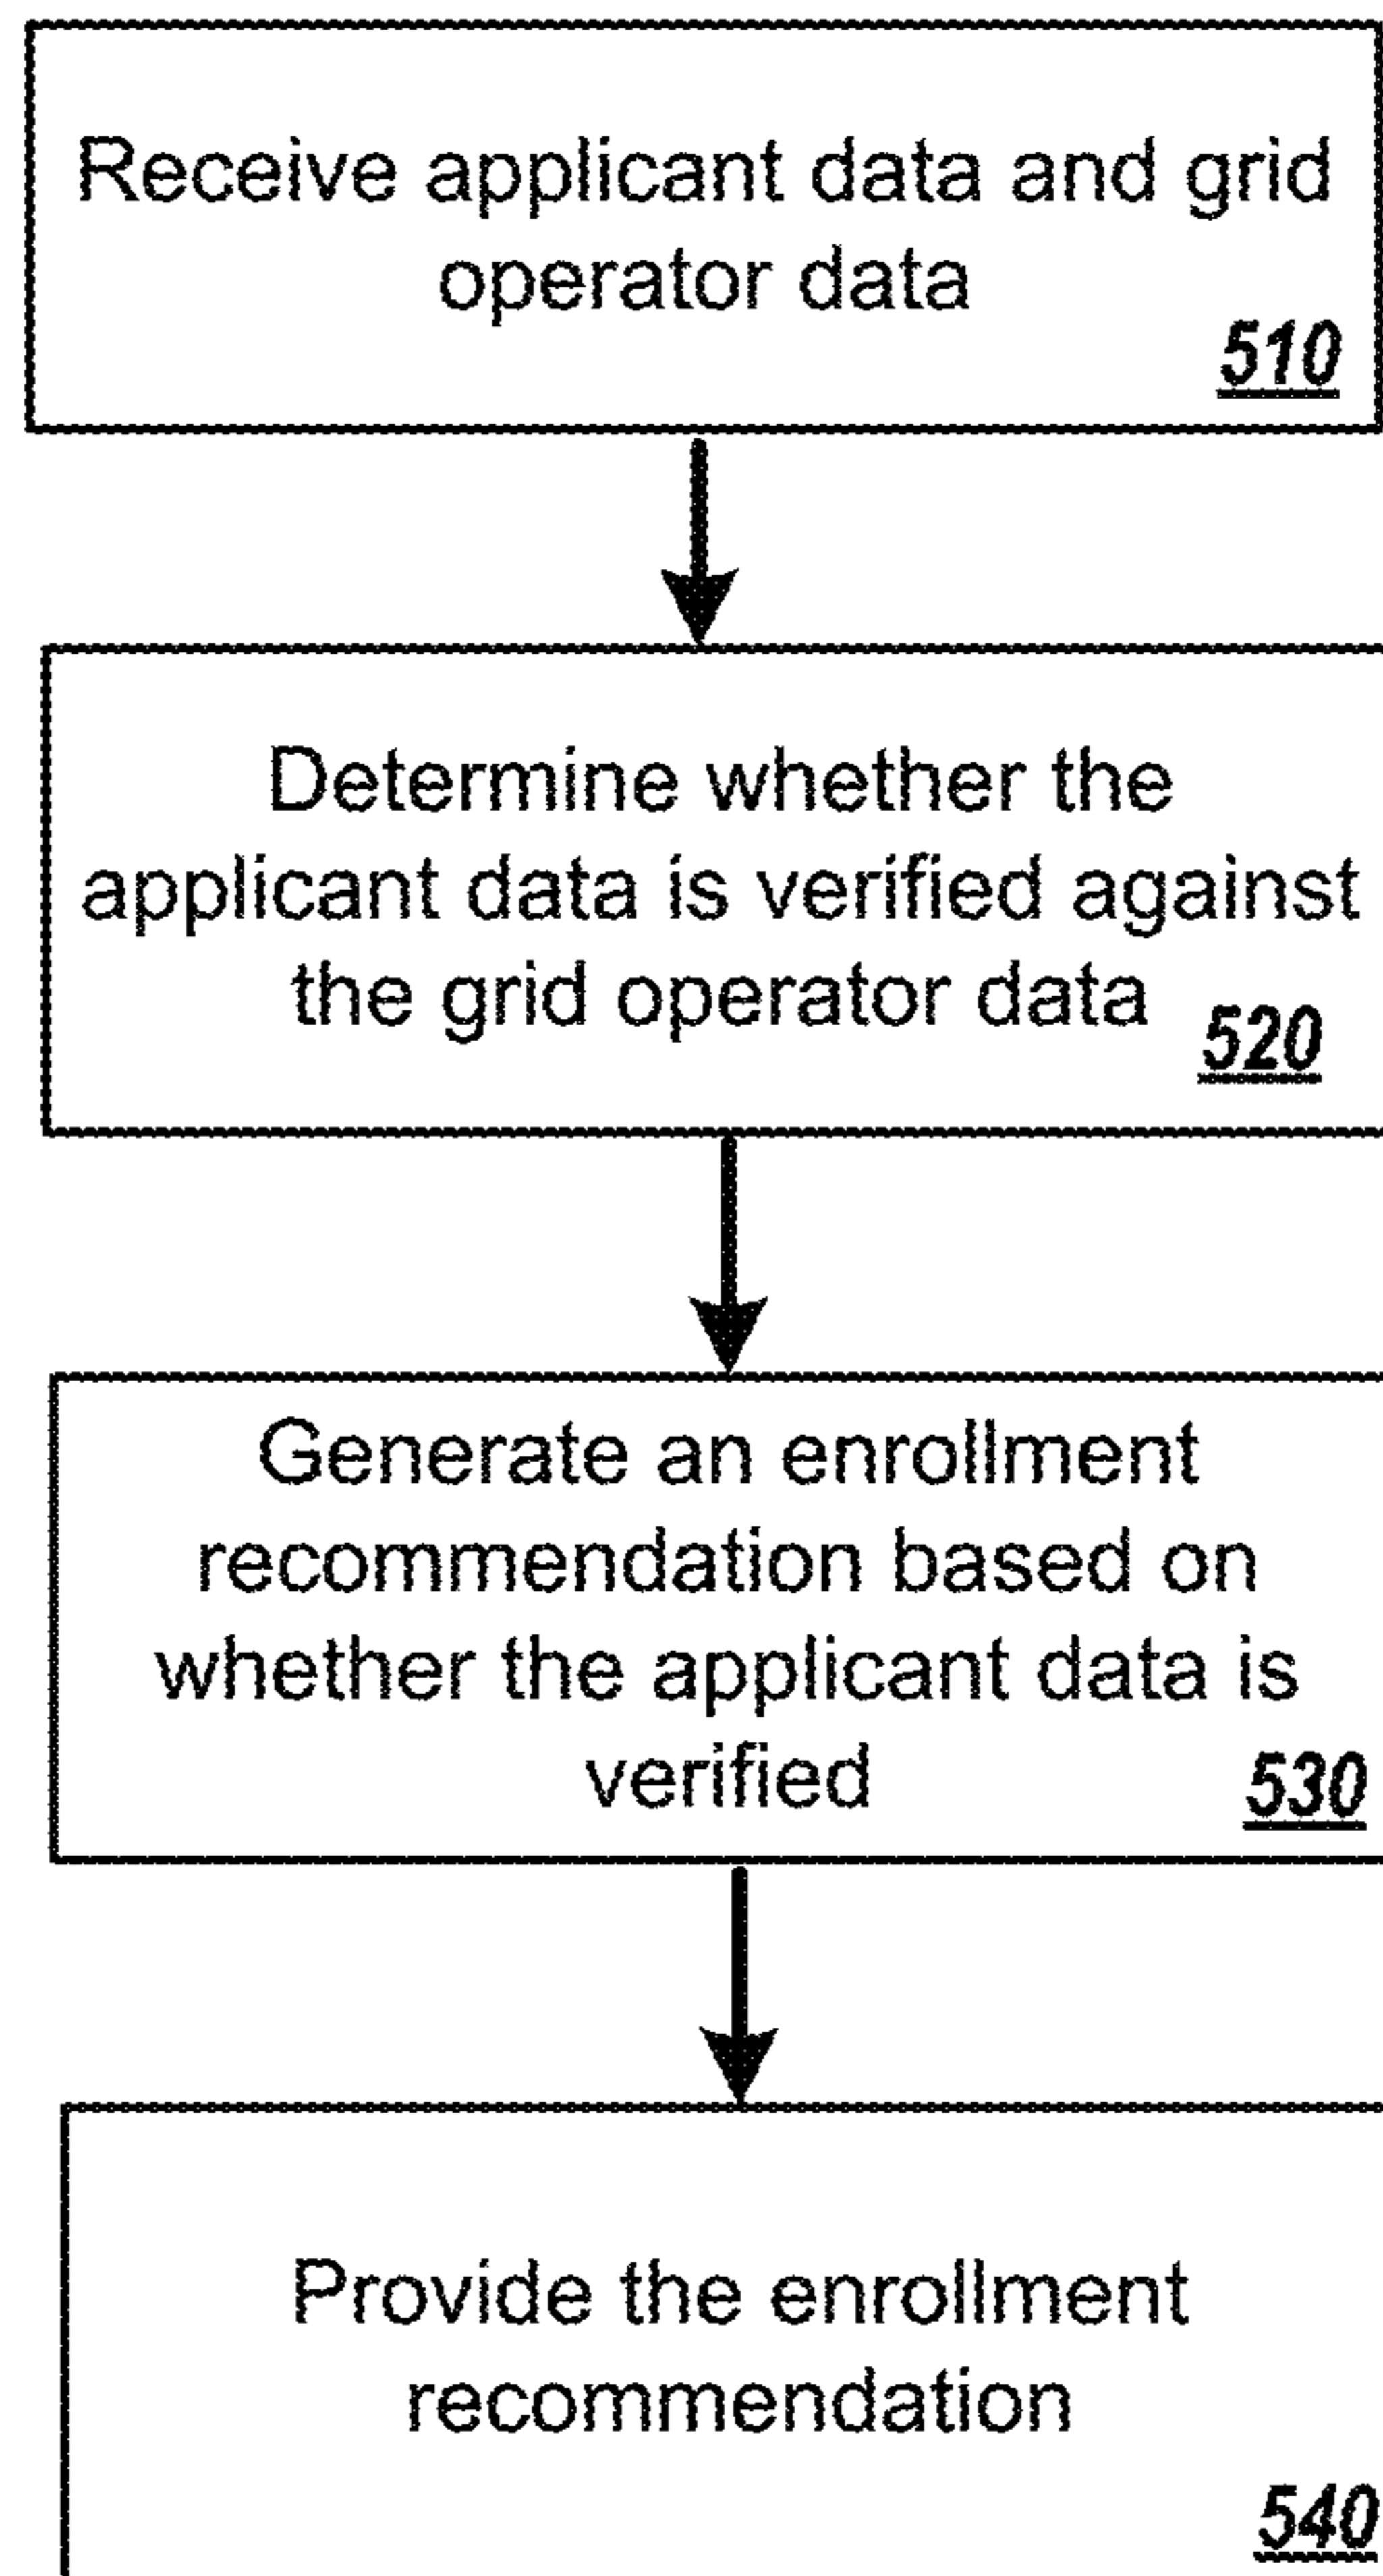 Receive applicant data and grid
operator data
510
Determine whether the
applicant data is verified against
the grid operator data
520
Generate an enrollment
recommendation based on
whether the applicant data is
verified
530
Provide the enrollment
recommendation
540